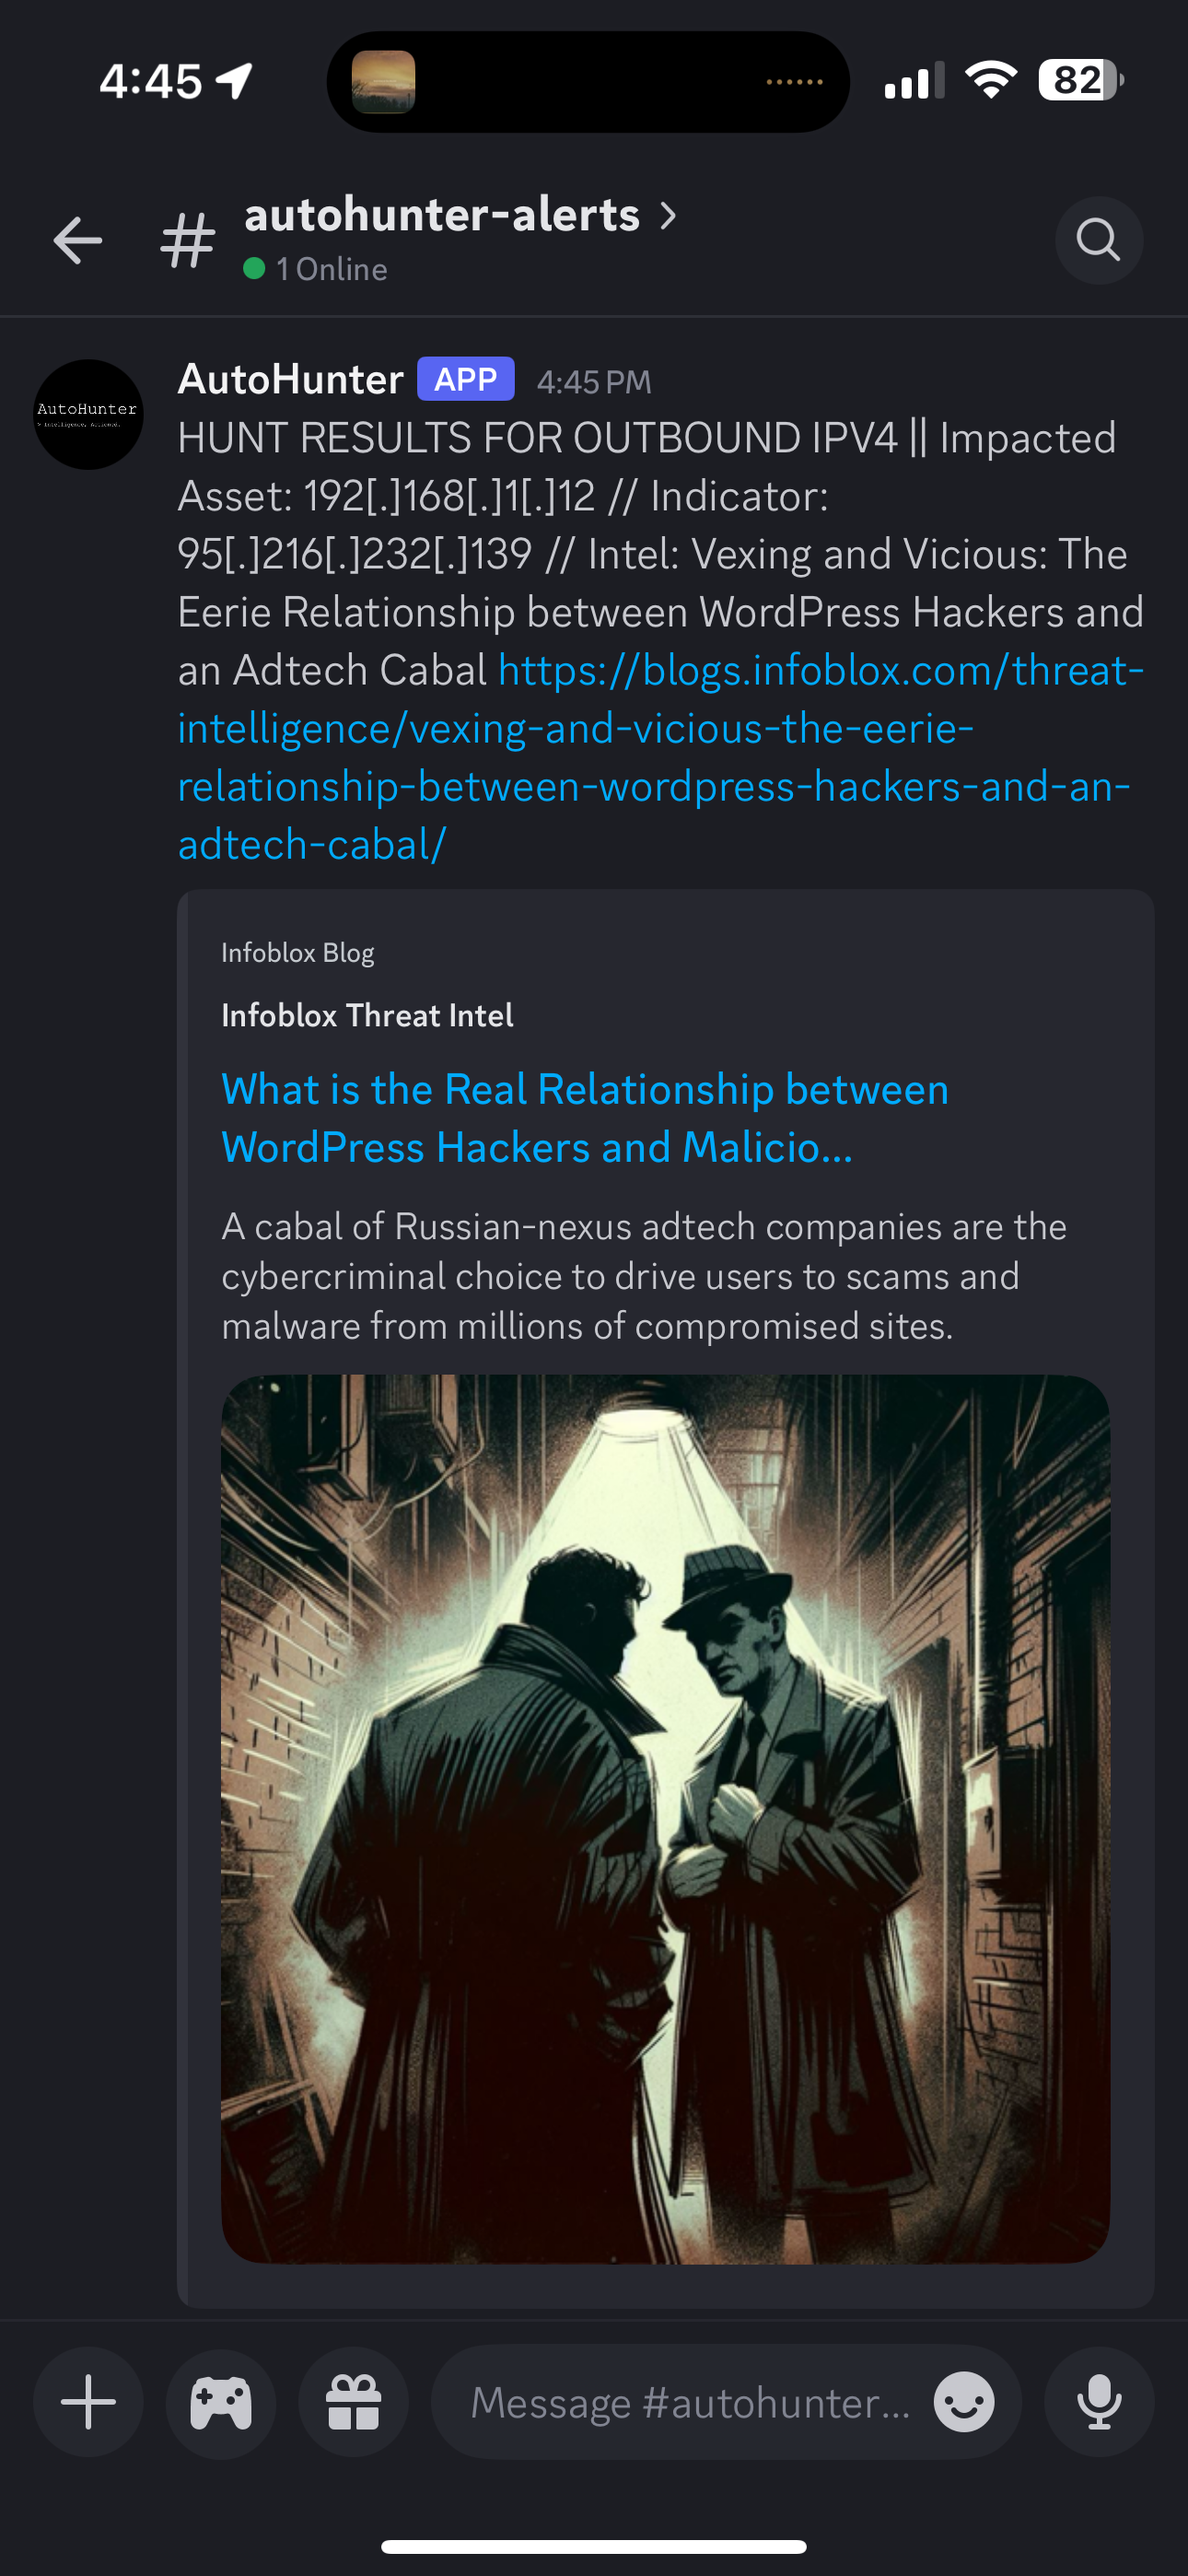 4:45
82
autohunter-alerts
1 Online
AutoHunter
> Intelligence, Actioned.
AutoHunter APP 4:45 PM
HUNT RESULTS FOR OUTBOUND IPV4 || Impacted
Asset: 192[.]168[.]1[.]12 // Indicator:
95[.]216[.]232[.]139 // Intel: Vexing and Vicious: The
Eerie Relationship between WordPress Hackers and
an Adtech Cabal https://blogs.infoblox.com/threat-
intelligence/vexing-and-vicious-the-eerie-
relationship-between-wordpress-hackers-and-an-
adtech-cabal/
Infoblox Blog
Infoblox Threat Intel
What is the Real Relationship between
WordPress Hackers and Malicio...
A cabal of Russian-nexus adtech companies are the
cybercriminal choice to drive users to scams and
malware from millions of compromised sites.
Message #autohunter...